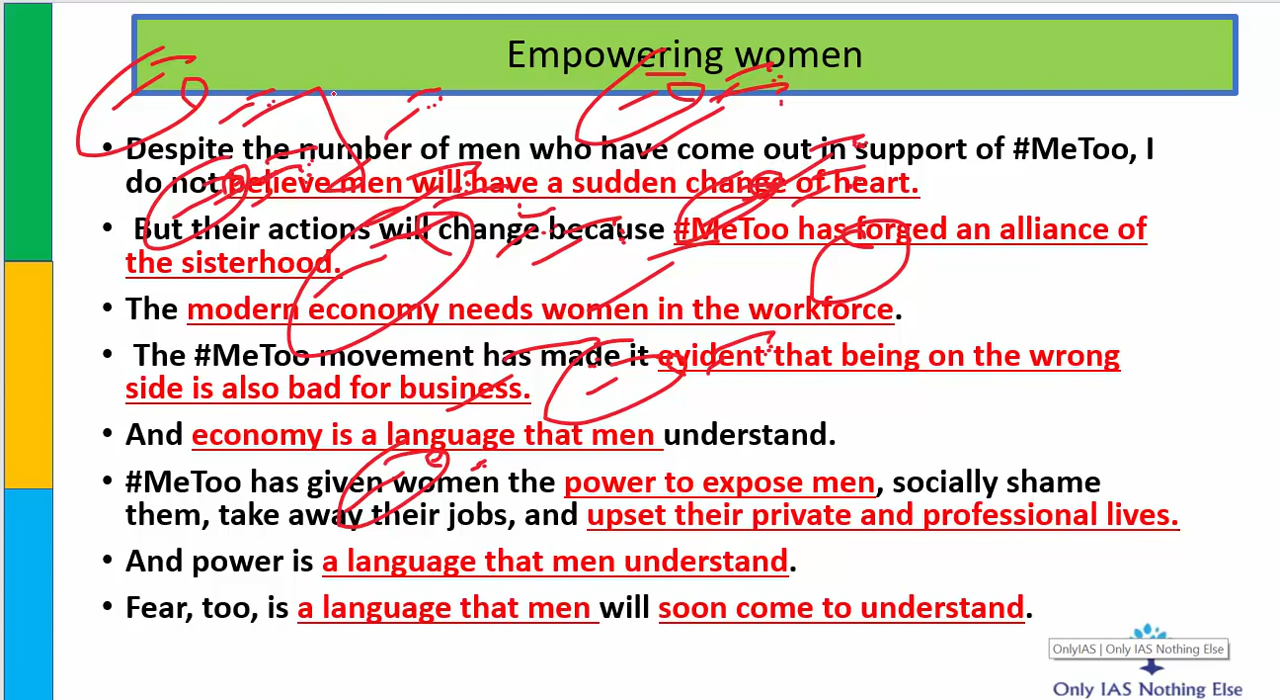 Empowering women
• Despite the number of men who have come out in support of #MeToo, I
do not believe men will have a sudden change of heart.
• But their actions will change because #MeToo has forged an alliance of
the sisterhood.
• The modern economy needs women in the workforce.
• The #MeToo movement has made it evident that being on the wrong
side is also bad for business.
• And economy is a language that men understand.
• #MeToo has given women the power to expose men, socially shame
them, take away their jobs, and upset their private and professional lives.
• And power is a language that men understand.
• Fear, too, is a language that men will soon come to understand.
OnlyIAS | Only IAS Nothing Else
Only IAS Nothing Else